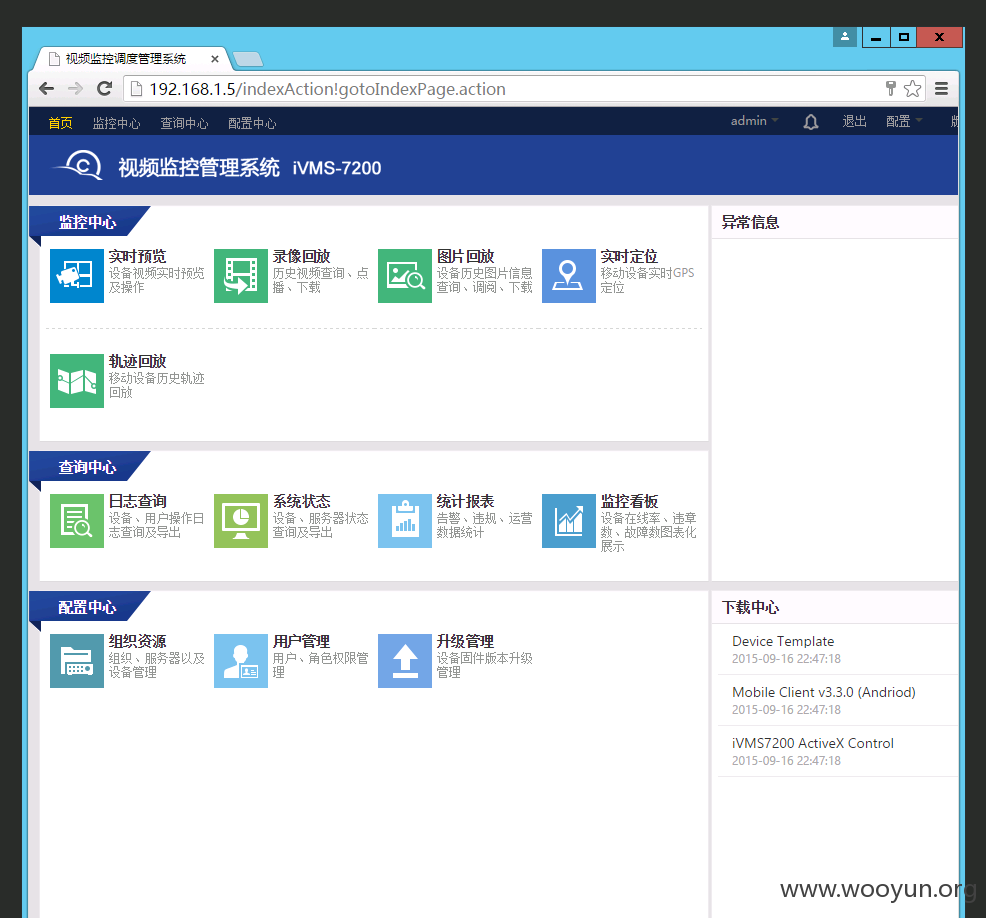 视频监控调度管理系统
192.168.1.5/indexAction!gotoIndexPage.action
首页 监控中心 查询中心 配置中心 admin 退出 配置
视频监控管理系统 iVMS-7200
监控中心
实时预览
设备视频实时预览
及操作
录像回放
历史视频查询、点
播、下载
图片回放
设备历史图片信息
查询、调阅、下载
实时定位
移动设备实时GPS
定位
轨迹回放
移动设备历史轨迹
回放
异常信息
查询中心
日志查询
设备、用户操作日
志查询及导出
系统状态
设备、服务器状态
查询及导出
统计报表
告警、违规、运营
数据统计
监控看板
设备在线率、违章
数、故障数图表化
展示
配置中心
组织资源
组织、服务器以及
设备管理
用户管理
用户、角色权限管
理
升级管理
设备固件版本升级
管理
下载中心
Device Template
2015-09-16 22:47:18
Mobile Client v3.3.0 (Andriod)
2015-09-16 22:47:18
iVMS7200 ActiveX Control
2015-09-16 22:47:18
www.wooyun.org